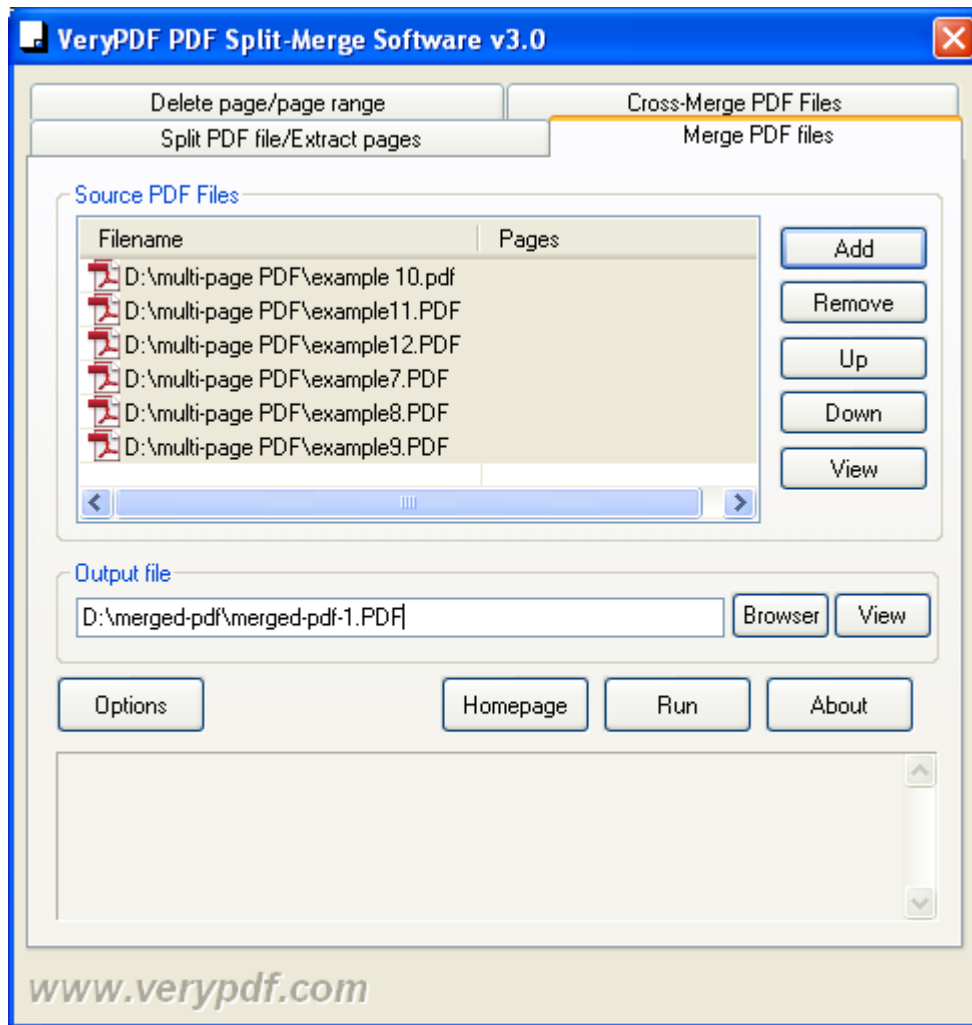 VeryPDF PDF Split-Merge Software v3.0
Delete page/page range
Cross-Merge PDF Files
Split PDF file/Extract pages
Merge PDF files
Source PDF Files
Filename
Pages
Add
D:\multi-page PDF\example 10.pdf
D:\multi-page PDF\example11.PDF
Remove
D:\multi-page PDF\example12.PDF
Up
D:\multi-page PDF\example7.PDF
D:\multi-page PDF\example8.PDF
Down
D:\multi-page PDF\example9.PDF
View
Output file
D:\merged-pdf\merged-pdf-1.PDF
Browser
View
Options
Homepage
Run
About
www.verypdf.com